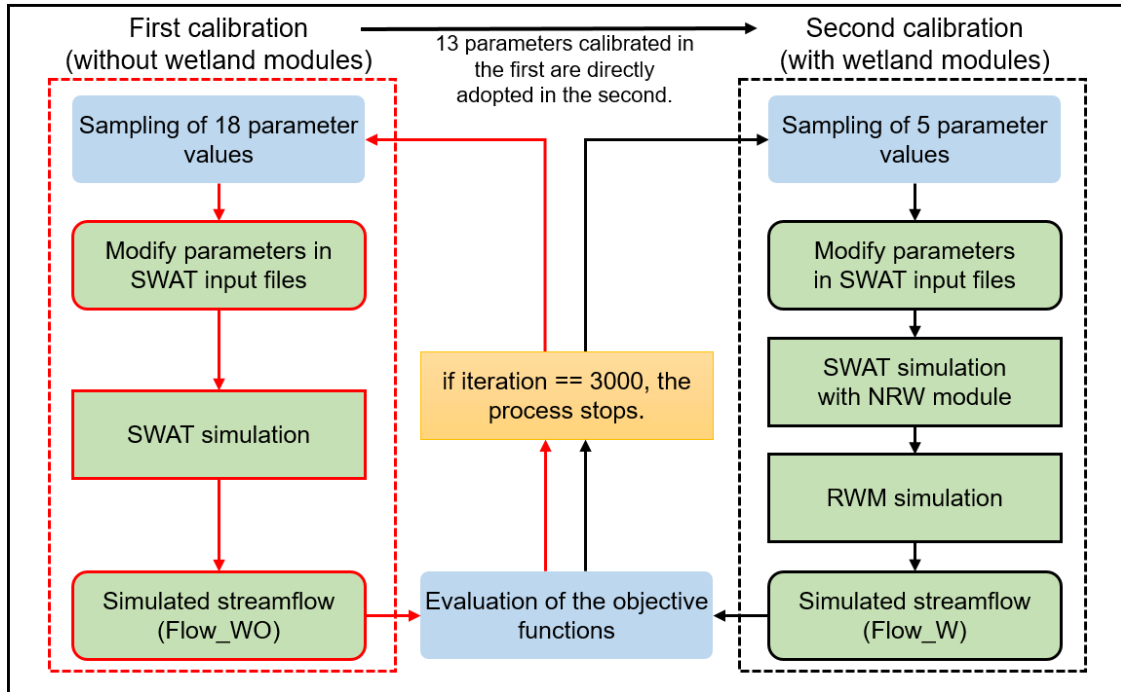 First calibration
(without wetland modules)
13 parameters calibrated in
the first are directly
adopted in the second.
Second calibration
(with wetland modules)
Sampling of 18 parameter
values
Modify parameters in
SWAT input files
SWAT simulation
Simulated streamflow
(Flow_WO)
if iteration == 3000, the
process stops.
Evaluation of the objective
functions
Sampling of 5 parameter
values
Modify parameters
in SWAT input files
SWAT simulation
with NRW module
RWM simulation
Simulated streamflow
(Flow_W)